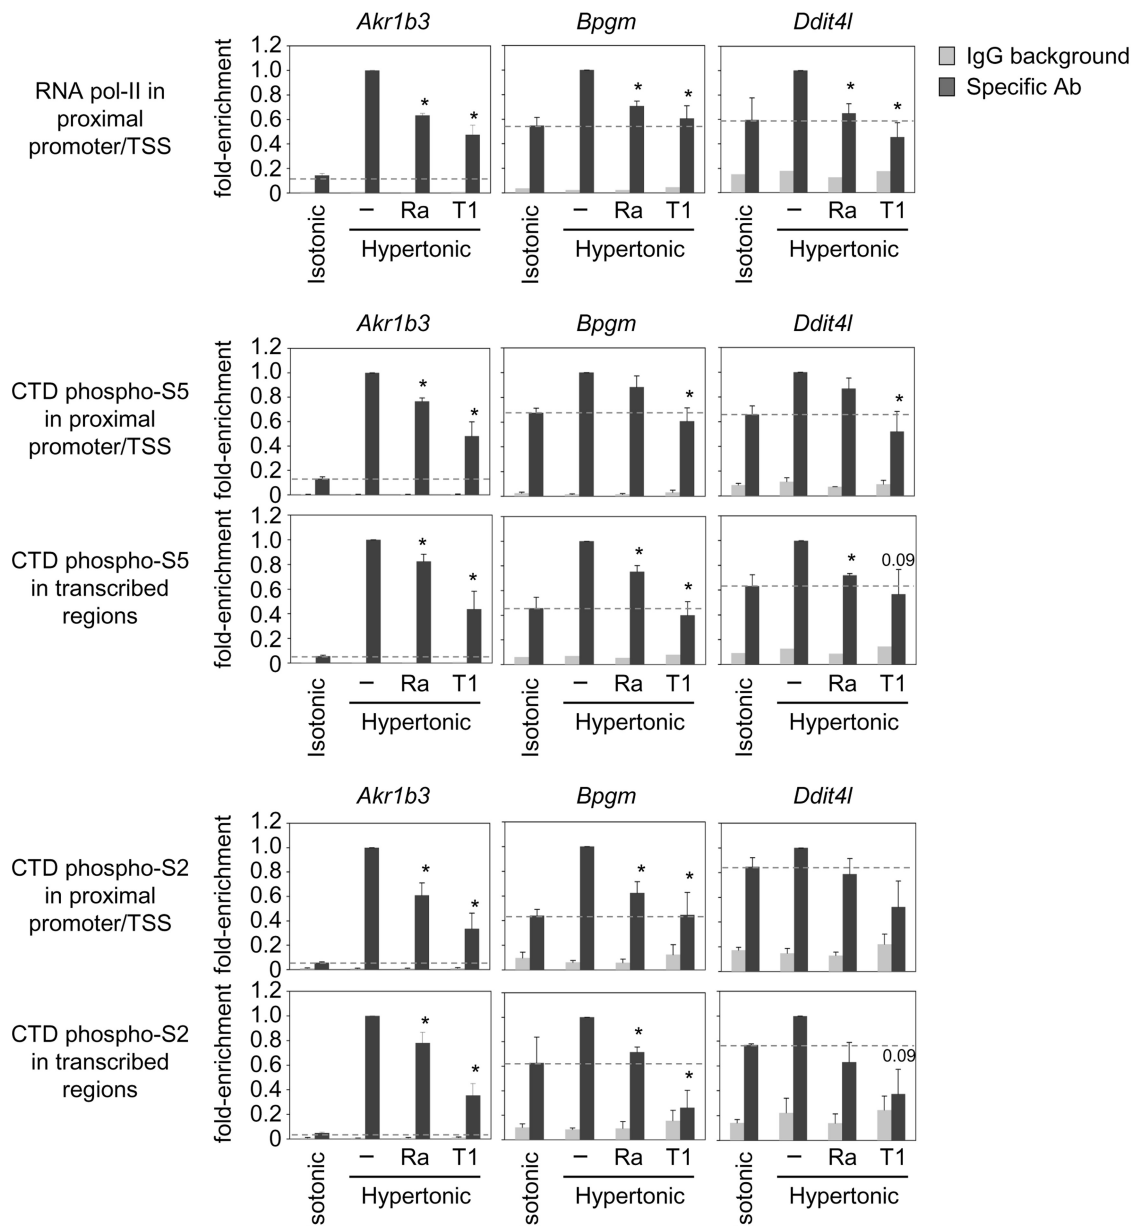 Akr1b3 Bpgm Ddit4l
IgG background
Specific Ab
RNA pol-II in
proximal
promoter/TSS
fold-enrichment
1.2
1.0
0.8
0.6
0.4
0.2
0
* * * * * *
Isotonic – Ra T1 Isotonic – Ra T1 Isotonic – Ra T1
Hypertonic Hypertonic Hypertonic
Akr1b3 Bpgm Ddit4l
CTD phospho-S5
in proximal
promoter/TSS
fold-enrichment
1.2
1.0
0.8
0.6
0.4
0.2
0
* * * *
CTD phospho-S5
in transcribed
regions
fold-enrichment
1.2
1.0
0.8
0.6
0.4
0.2
0
* * * * * 0.09
Isotonic – Ra T1 Isotonic – Ra T1 Isotonic – Ra T1
Hypertonic Hypertonic Hypertonic
Akr1b3 Bpgm Ddit4l
CTD phospho-S2
in proximal
promoter/TSS
fold-enrichment
1.2
1.0
0.8
0.6
0.4
0.2
0
* * * *
CTD phospho-S2
in transcribed
regions
fold-enrichment
1.2
1.0
0.8
0.6
0.4
0.2
0
* * * * 0.09
sotonic – Ra T1 sotonic – Ra T1 sotonic – Ra T1
Hypertonic Hypertonic Hypertonic